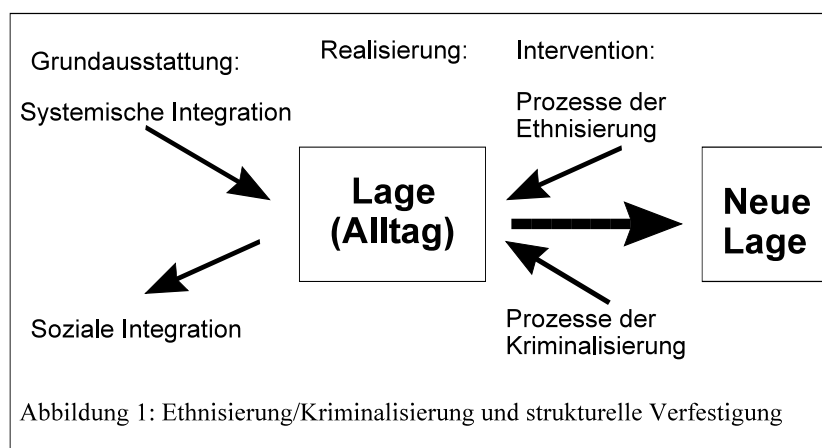 Grundausstattung:
Realisierung:
Intervention:
Systemische Integration
Prozesse der
Ethnisierung
Lage
(Alltag)
Neue
Lage
Soziale Integration
Prozesse der
Kriminalisierung
Abbildung 1: Ethnisierung/Kriminalisierung und strukturelle Verfestigung